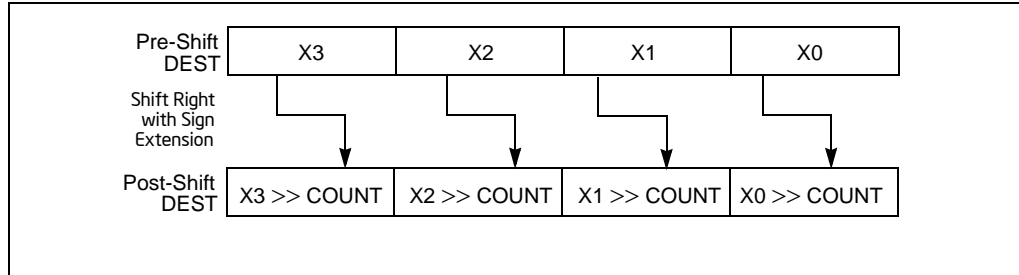 Pre-Shift
DEST
X3 X2 X1 X0
Shift Right
with Sign
Extension
Post-Shift
DEST
X3 >> COUNT X2 >> COUNT X1 >> COUNT X0 >> COUNT